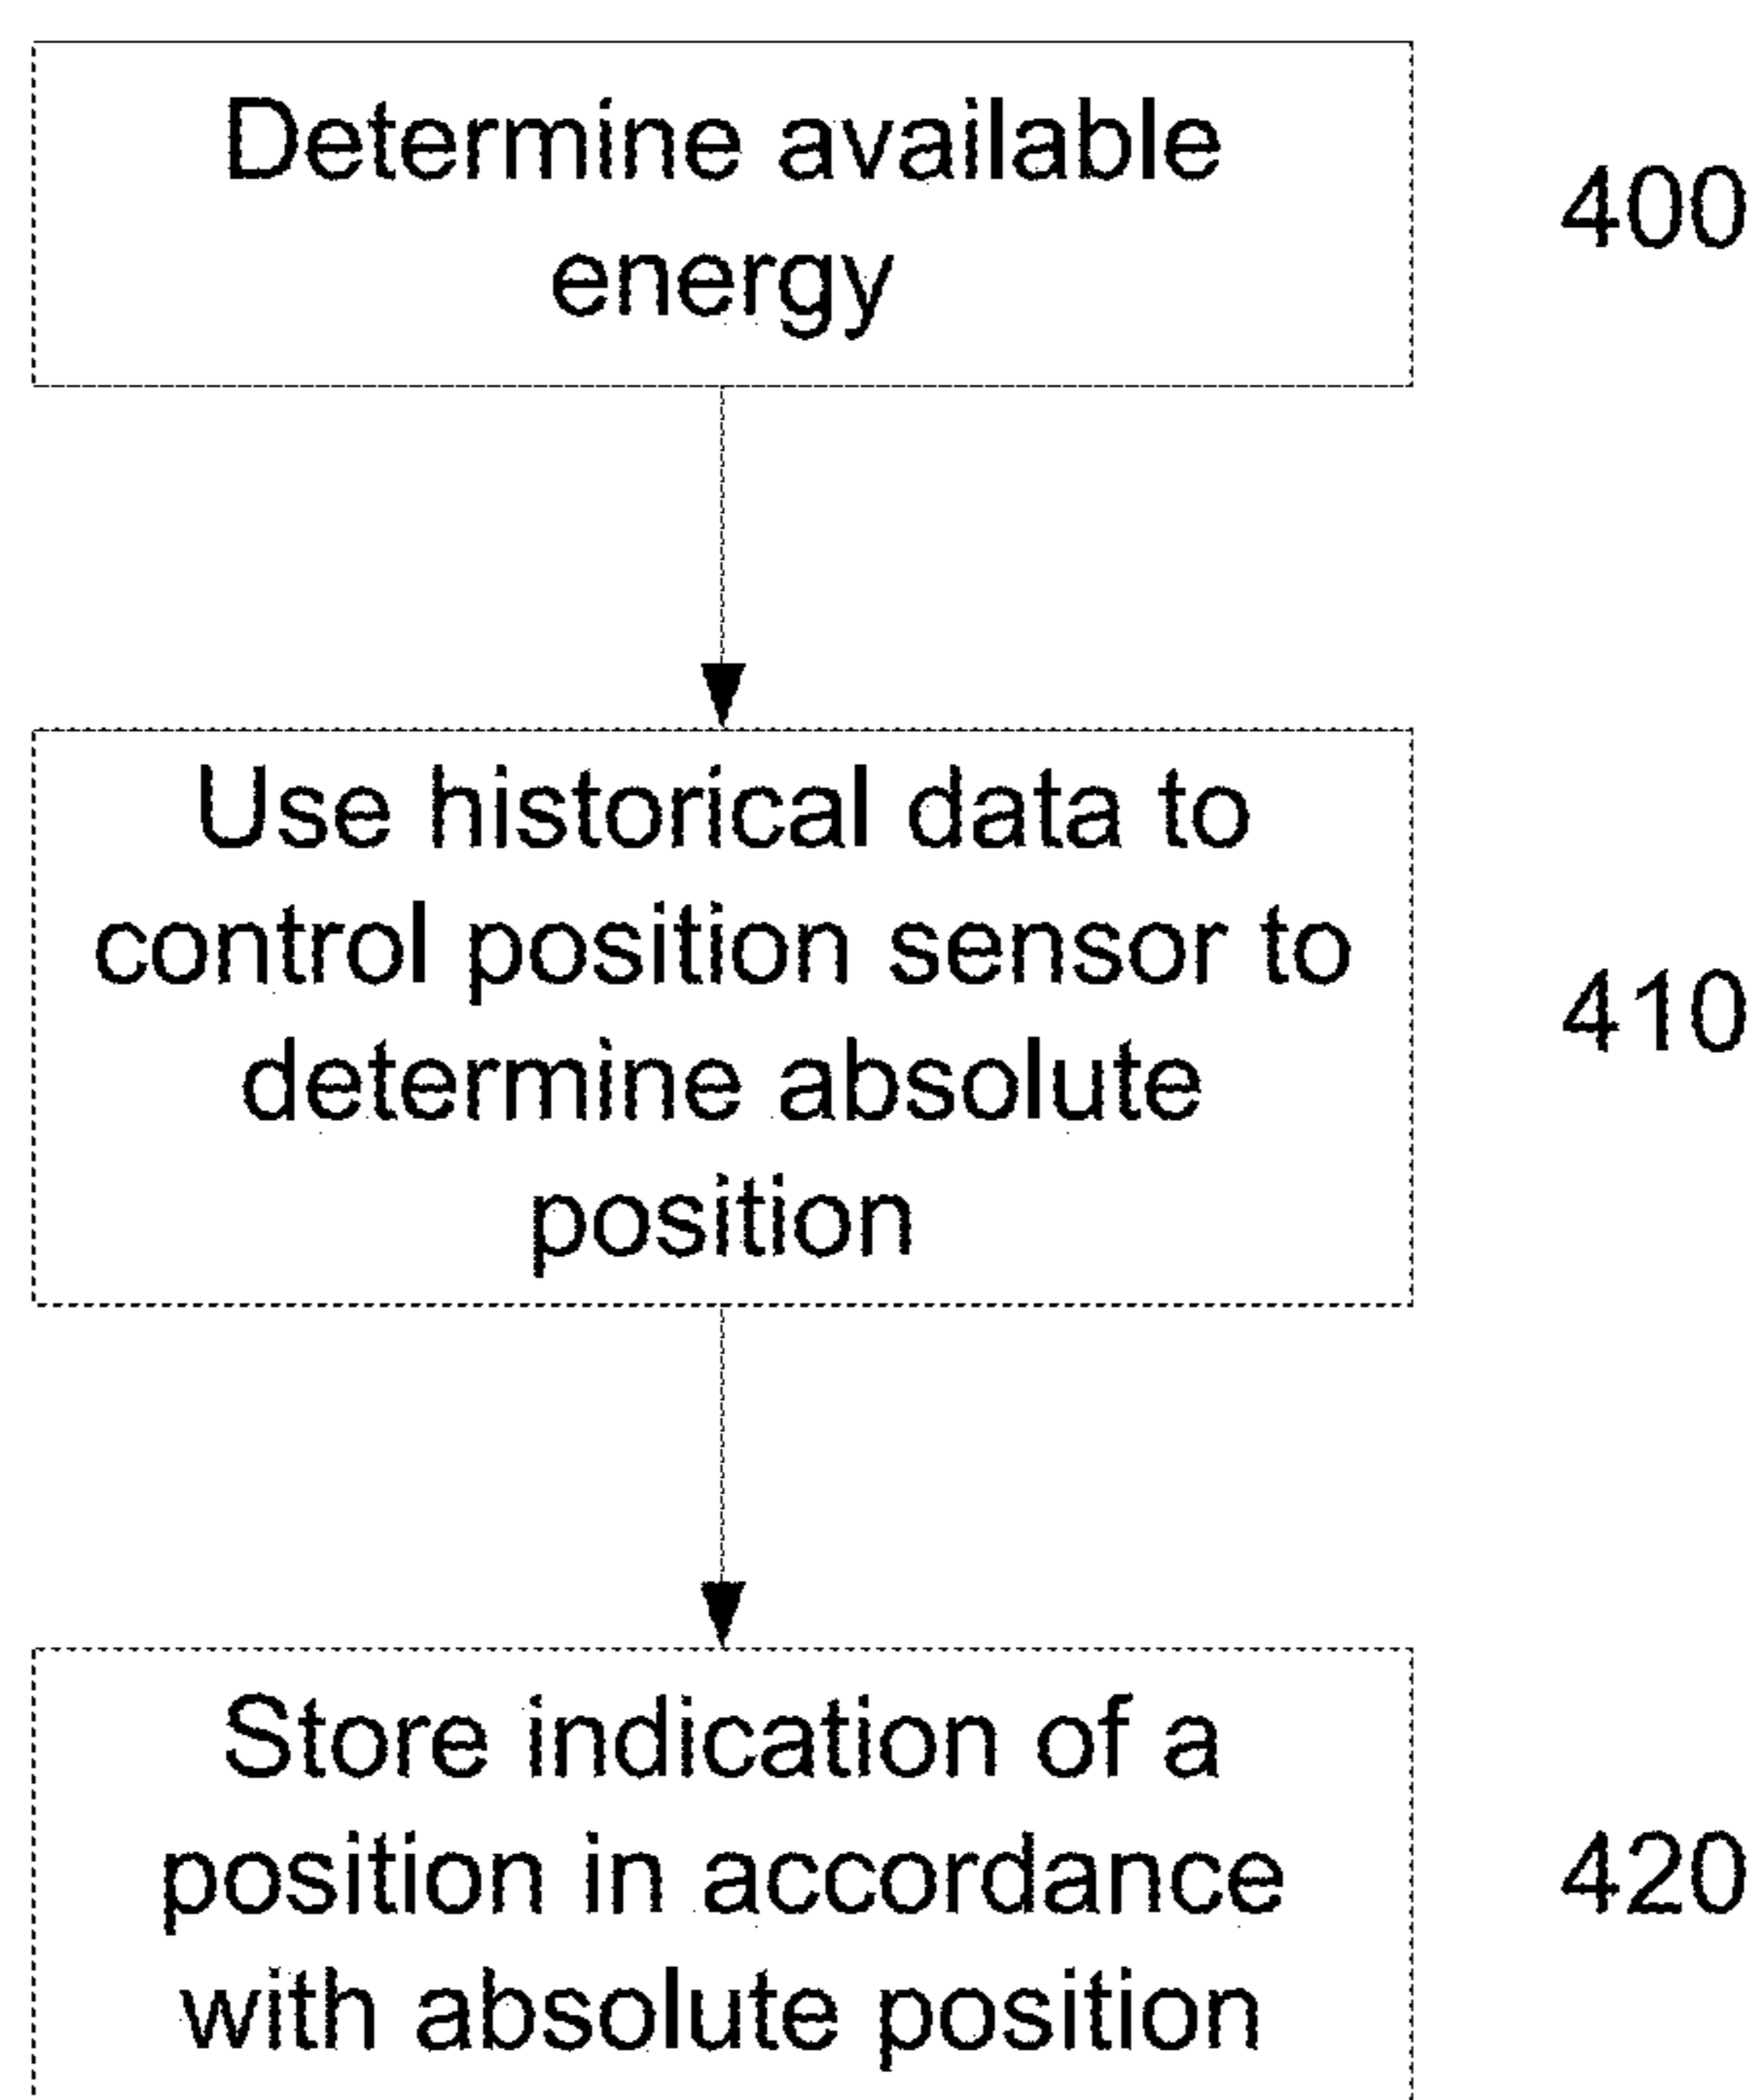 Determine available
energy
400
Use historical data to
control position sensor to
determine absolute
position
410
Store indication of a
position in accordance
with absolute position
420